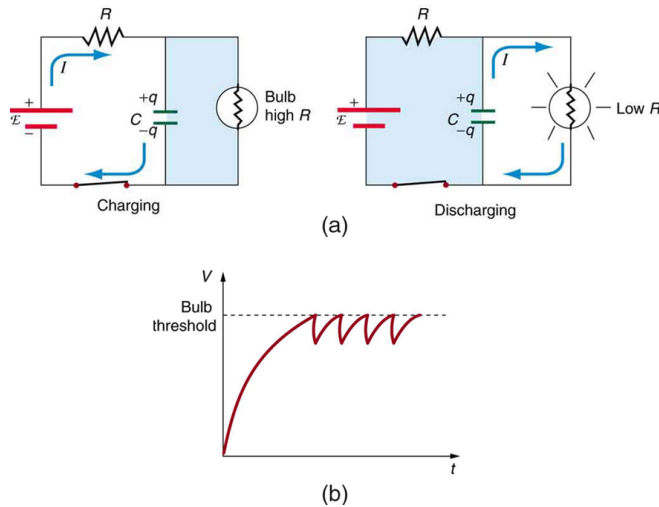 R
I
+
ℰ
−
+q
C
−q
Bulb
high R
Charging
R
I
+
ℰ
−
+q
C
−q
Low R
Discharging
(a)
V
Bulb
threshold
t
(b)